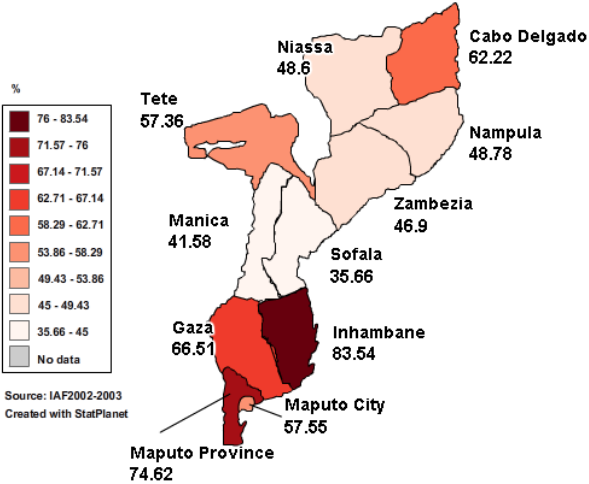 Cabo Delgado
62.22
Niassa
48.6
Tete
57.36
Nampula
48.78
Zambezia
46.9
Manica
41.58
Sofala
35.66
Gaza
66.51
Inhambane
83.54
Maputo City
57.55
Maputo Province
74.62
%
76 - 83.54
71.57 - 76
67.14 - 71.57
62.71 - 67.14
58.29 - 62.71
53.86 - 58.29
49.43 - 53.86
45 - 49.43
35.66 - 45
No data
Source: IAF2002-2003
Created with StatPlanet